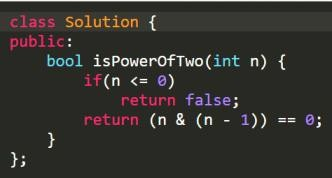 class Solution {
public:
    bool isPowerOfTwo(int n) {
        if(n <= 0)
            return false;
        return (n & (n - 1)) == 0;
    }
};